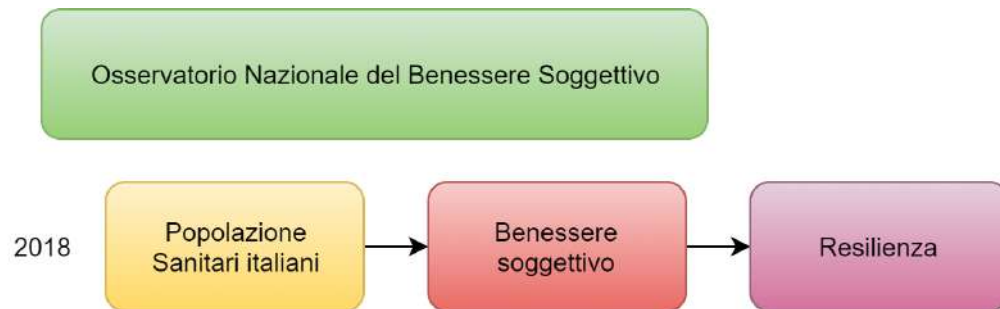 Osservatorio Nazionale del Benessere Soggettivo
2018
Popolazione
Sanitari italiani
Benessere
soggettivo
Resilienza